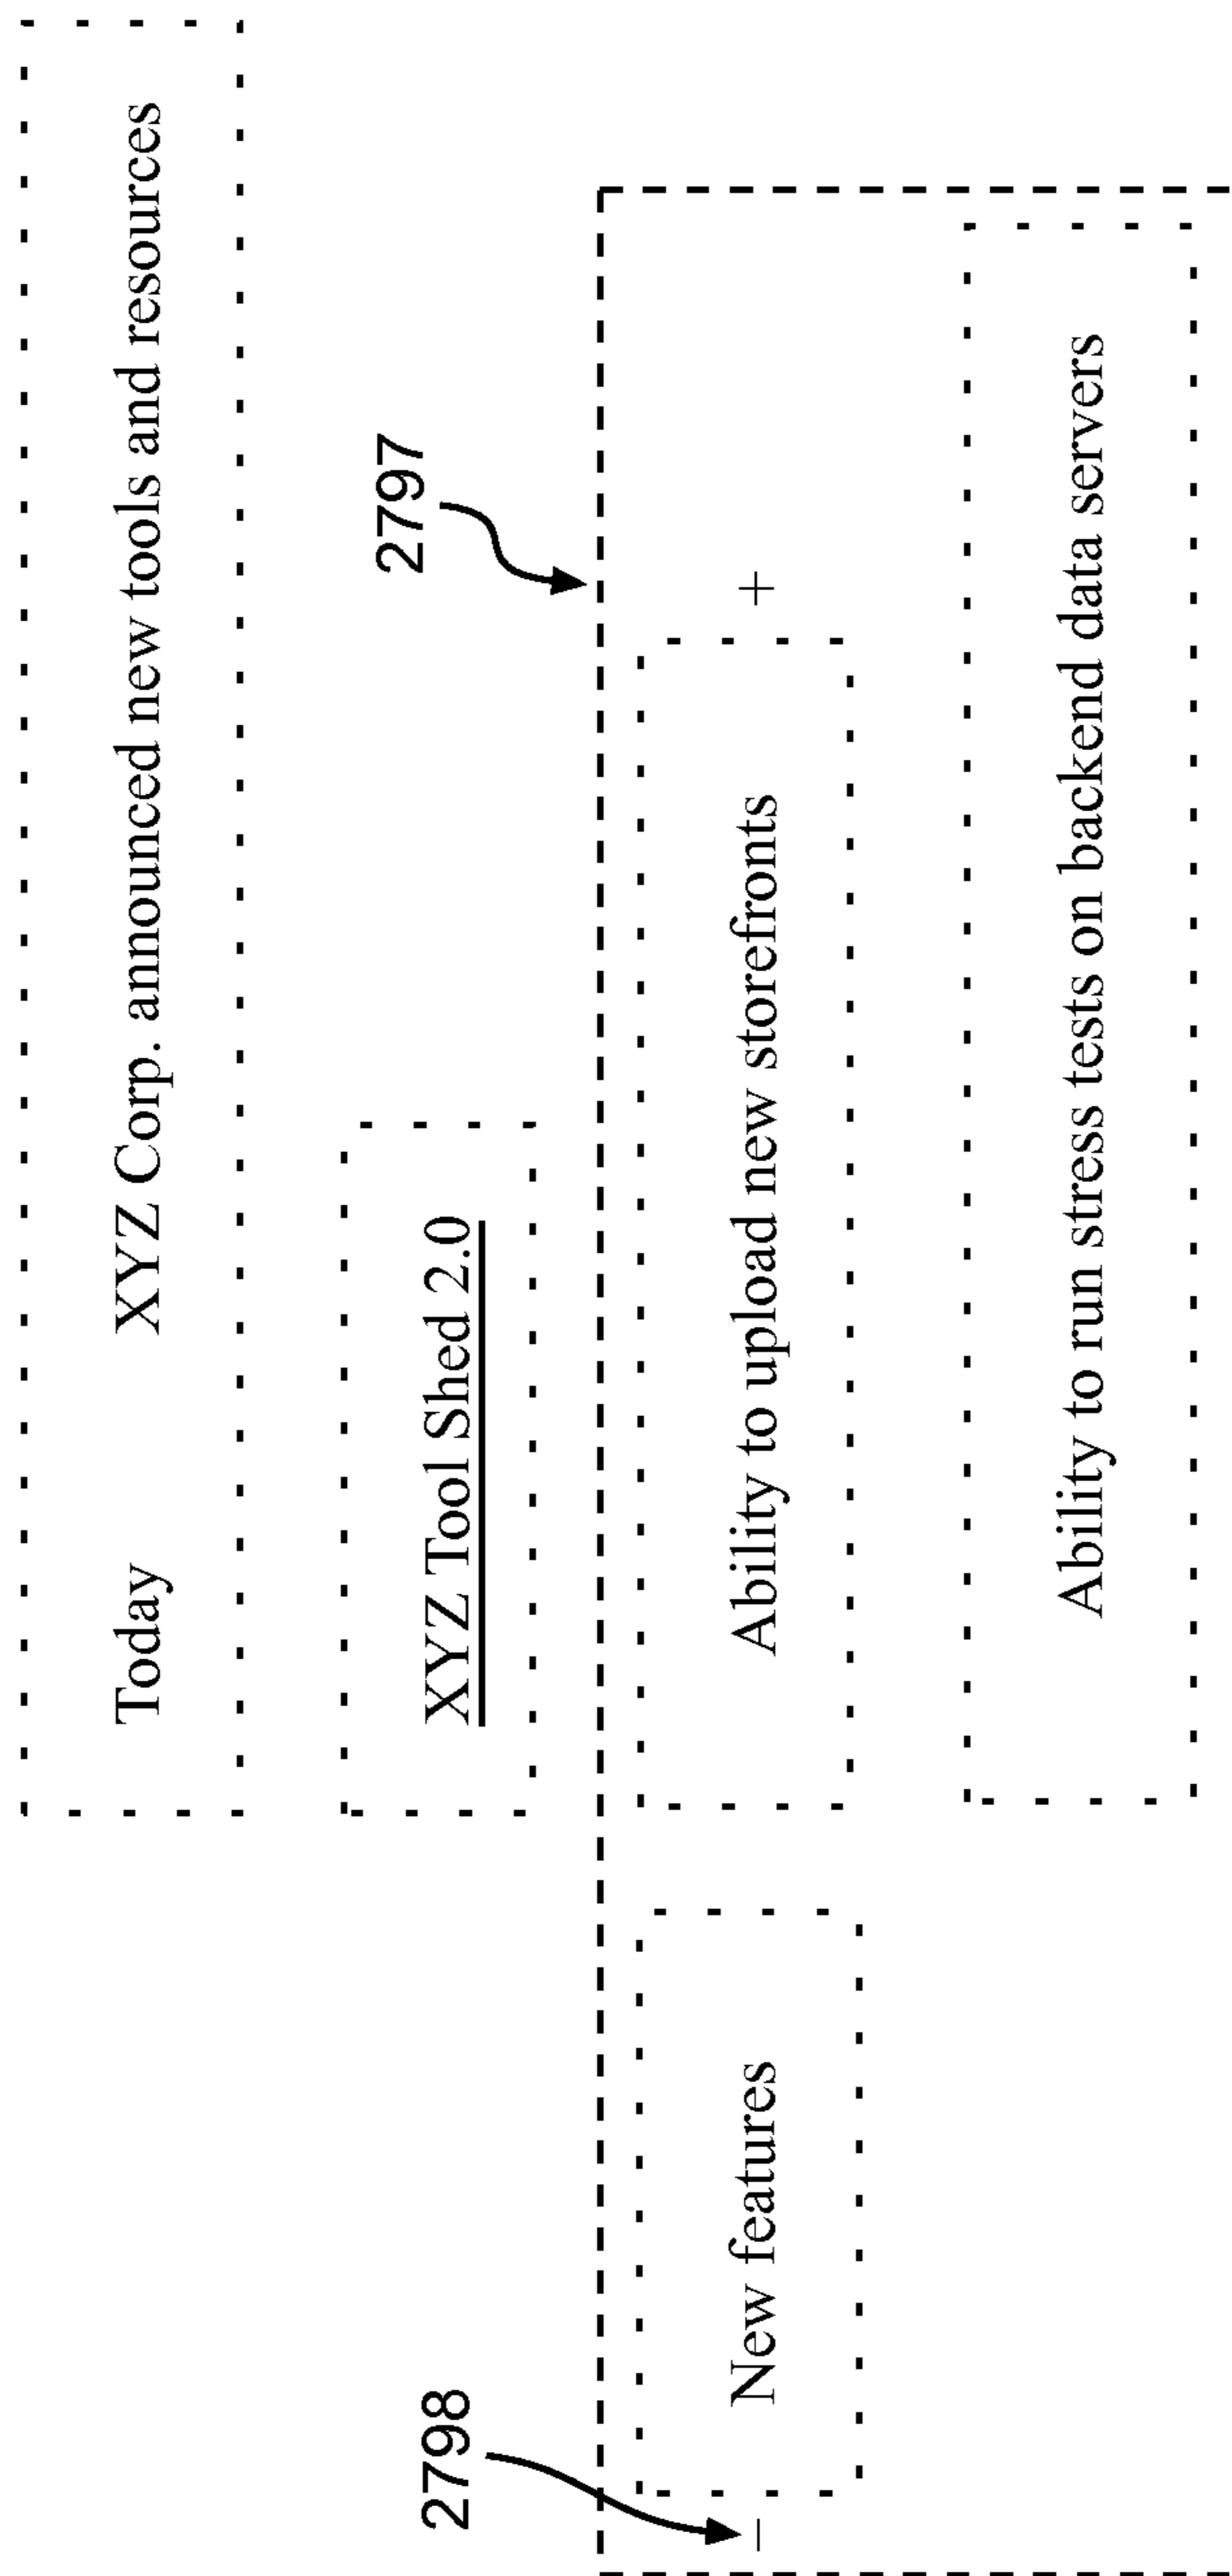 Today XYZ Corp. announced new tools and resources
2797
XYZ Tool Shed 2.0
2798
– New features Ability to upload new storefronts +
Ability to run stress tests on backend data servers